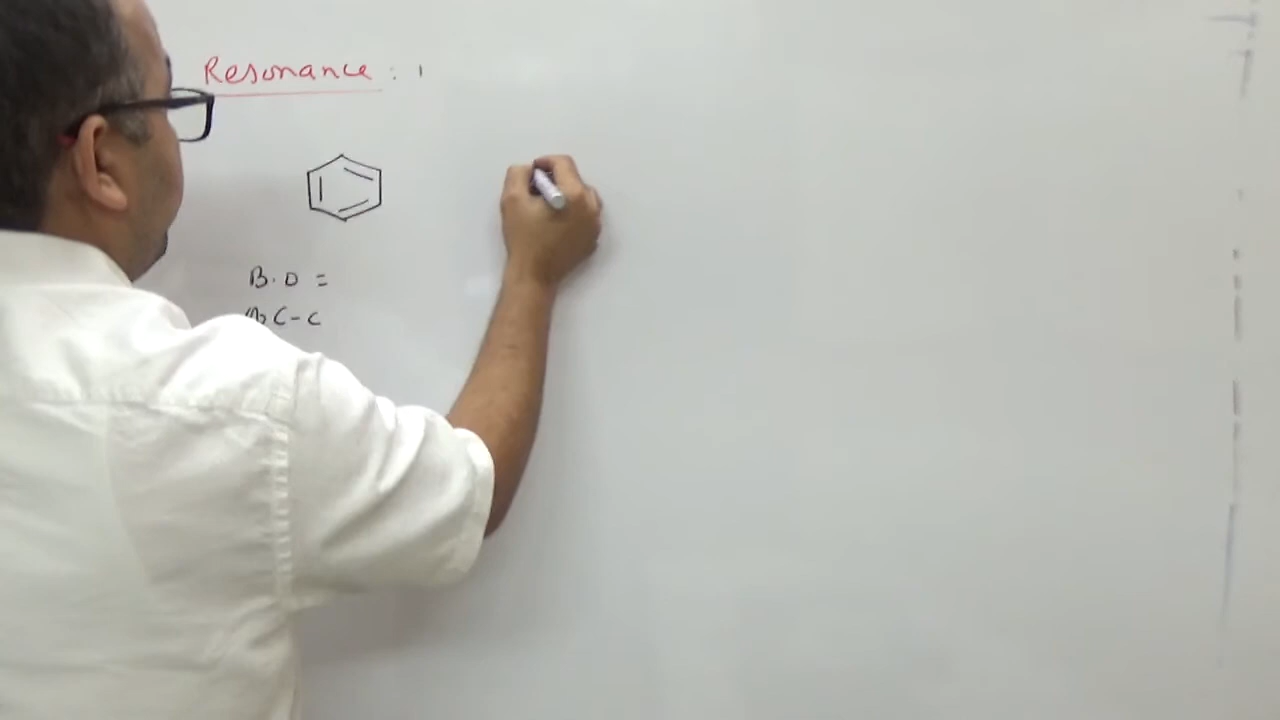 Resonance :
B.O =
C-C